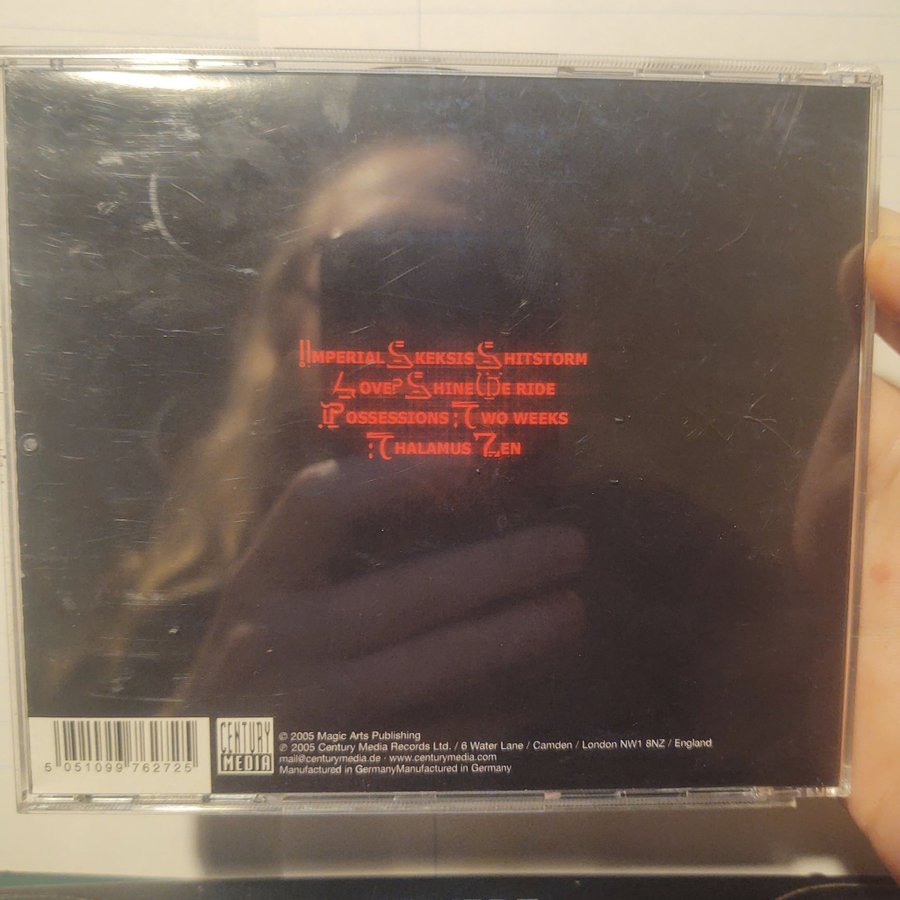 IMPERIAL SKEKSIS SHITSTORM
LOVE? SHINE WE RIDE
POSSESSIONS TWO WEEKS
THALAMUS ZEN
CENTURY
MEDIA
© 2005 Magic Arts Publishing
℗ 2005 Century Media Records Ltd. / 6 Water Lane / Camden / London NW1 8NZ / England
mail@centurymedia.de · www.centurymedia.com
Manufactured in GermanyManufactured in Germany
5 051099 762725